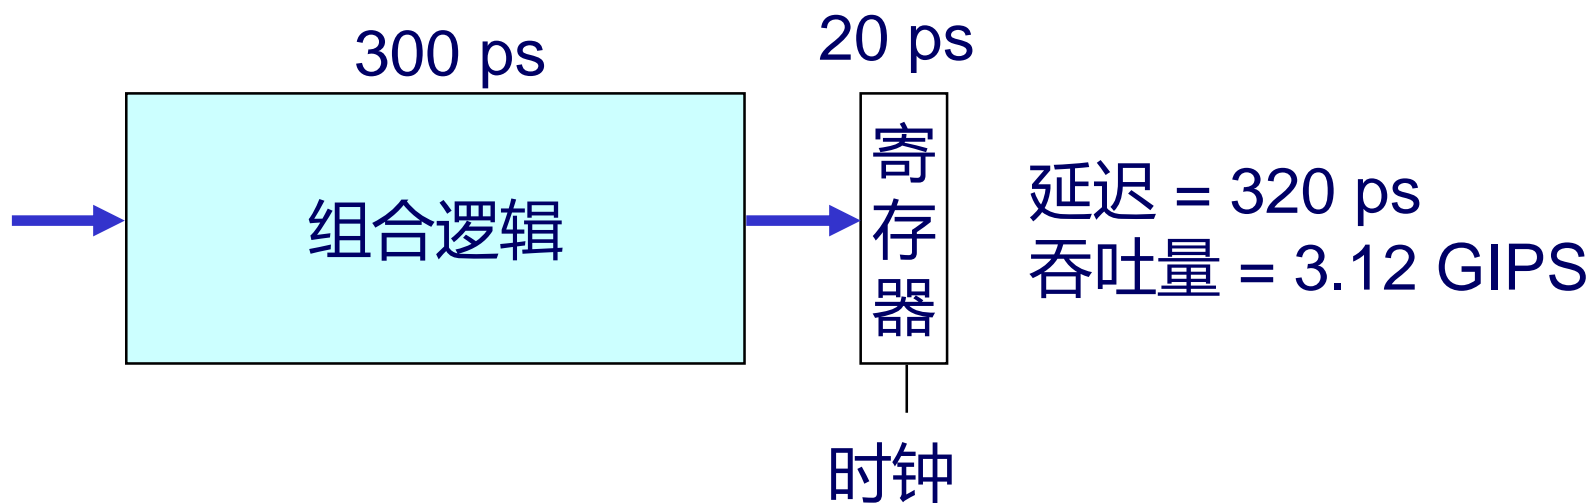 300 ps
20 ps
组合逻辑
寄存器
延迟 = 320 ps
吞吐量 = 3.12 GIPS
时钟